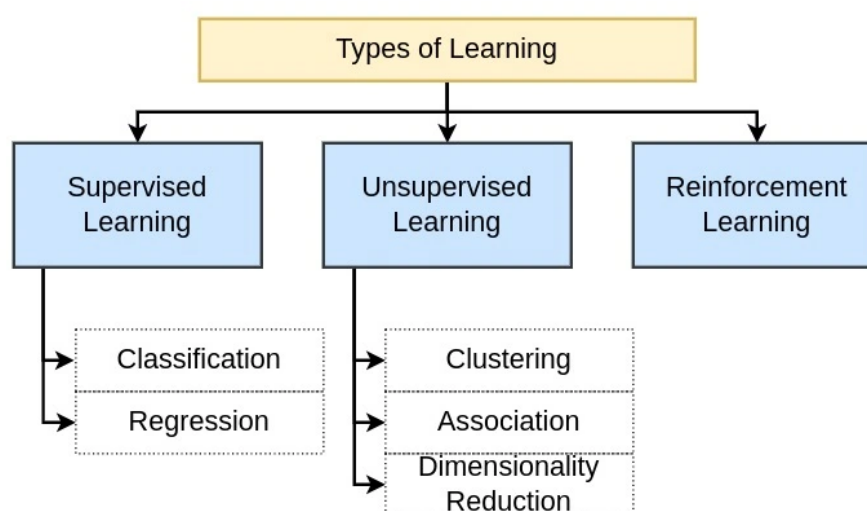 Types of Learning
Supervised
Learning
Unsupervised
Learning
Reinforcement
Learning
Classification
Regression
Clustering
Association
Dimensionality
Reduction